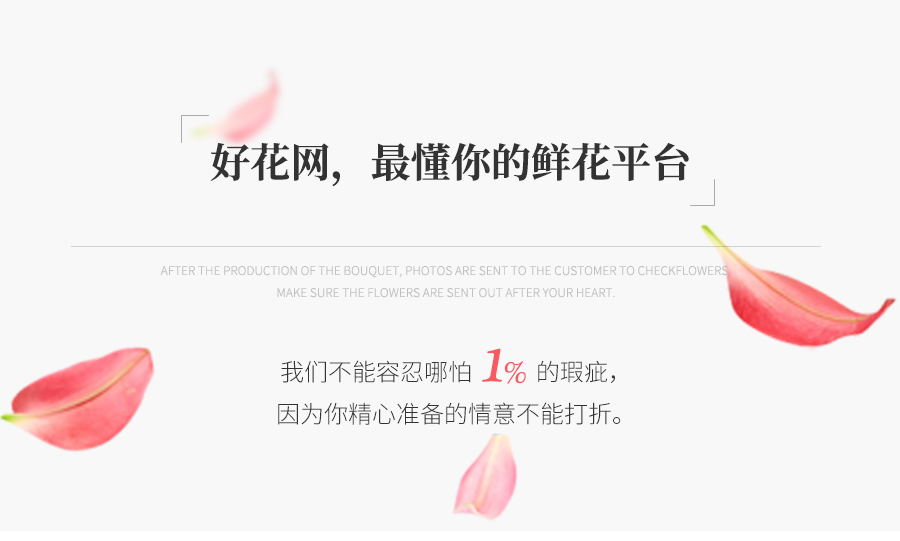 好花网，最懂你的鲜花平台
AFTER THE PRODUCTION OF THE BOUQUET, PHOTOS ARE SENT TO THE CUSTOMER TO CHECKFLOWERS
MAKE SURE THE FLOWERS ARE SENT OUT AFTER YOUR HEART.
我们不能容忍哪怕 1% 的瑕疵，
因为你精心准备的情意不能打折。